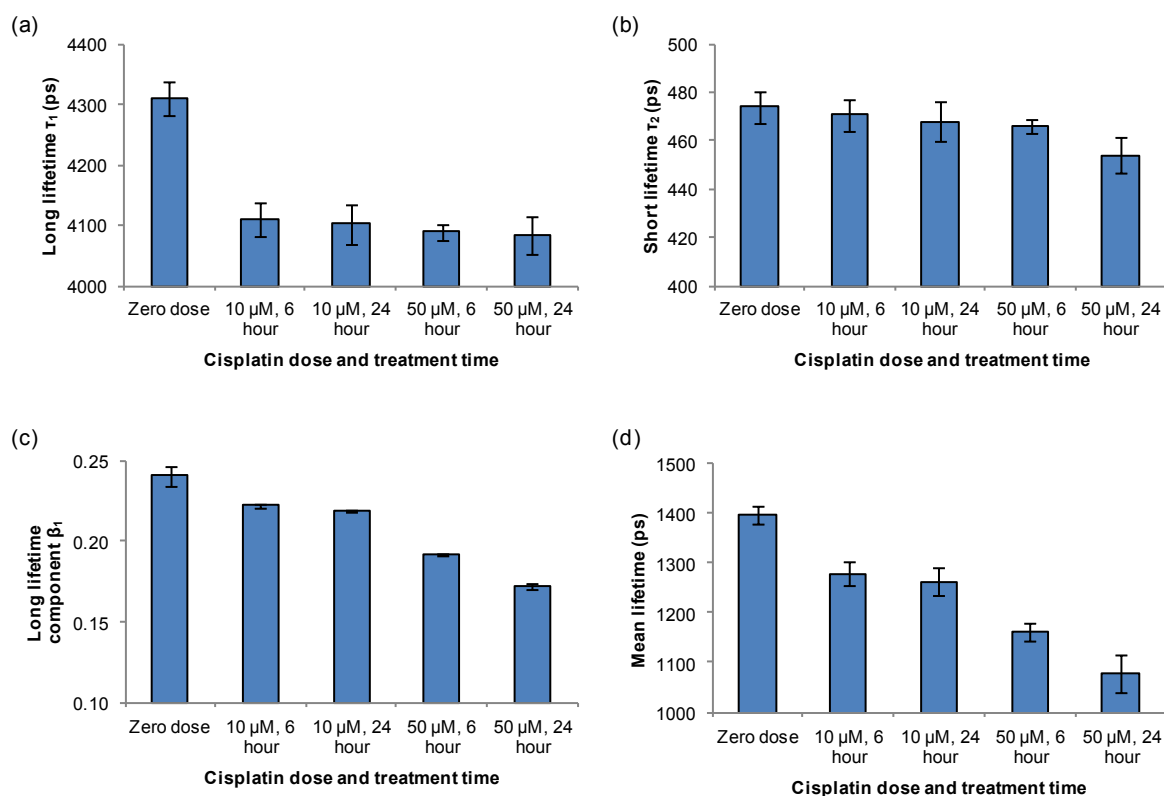 (a)
Long liftetime τ₁ (ps)
4400
4300
4200
4100
4000
Zero dose
10 µM, 6
hour
10 µM, 24
hour
50 µM, 6
hour
50 µM, 24
hour
Cisplatin dose and treatment time
(b)
Short lifetime τ₂ (ps)
500
480
460
440
420
400
Zero dose
10 µM, 6
hour
10 µM, 24
hour
50 µM, 6
hour
50 µM, 24
hour
Cisplatin dose and treatment time
(c)
Long lifetime
component β₁
0.25
0.20
0.15
0.10
Zero dose
10 µM, 6
hour
10 µM, 24
hour
50 µM, 6
hour
50 µM, 24
hour
Cisplatin dose and treatment time
(d)
Mean lifetime (ps)
1500
1400
1300
1200
1100
1000
Zero dose
10 µM, 6
hour
10 µM, 24
hour
50 µM, 6
hour
50 µM, 24
hour
Cisplatin dose and treatment time